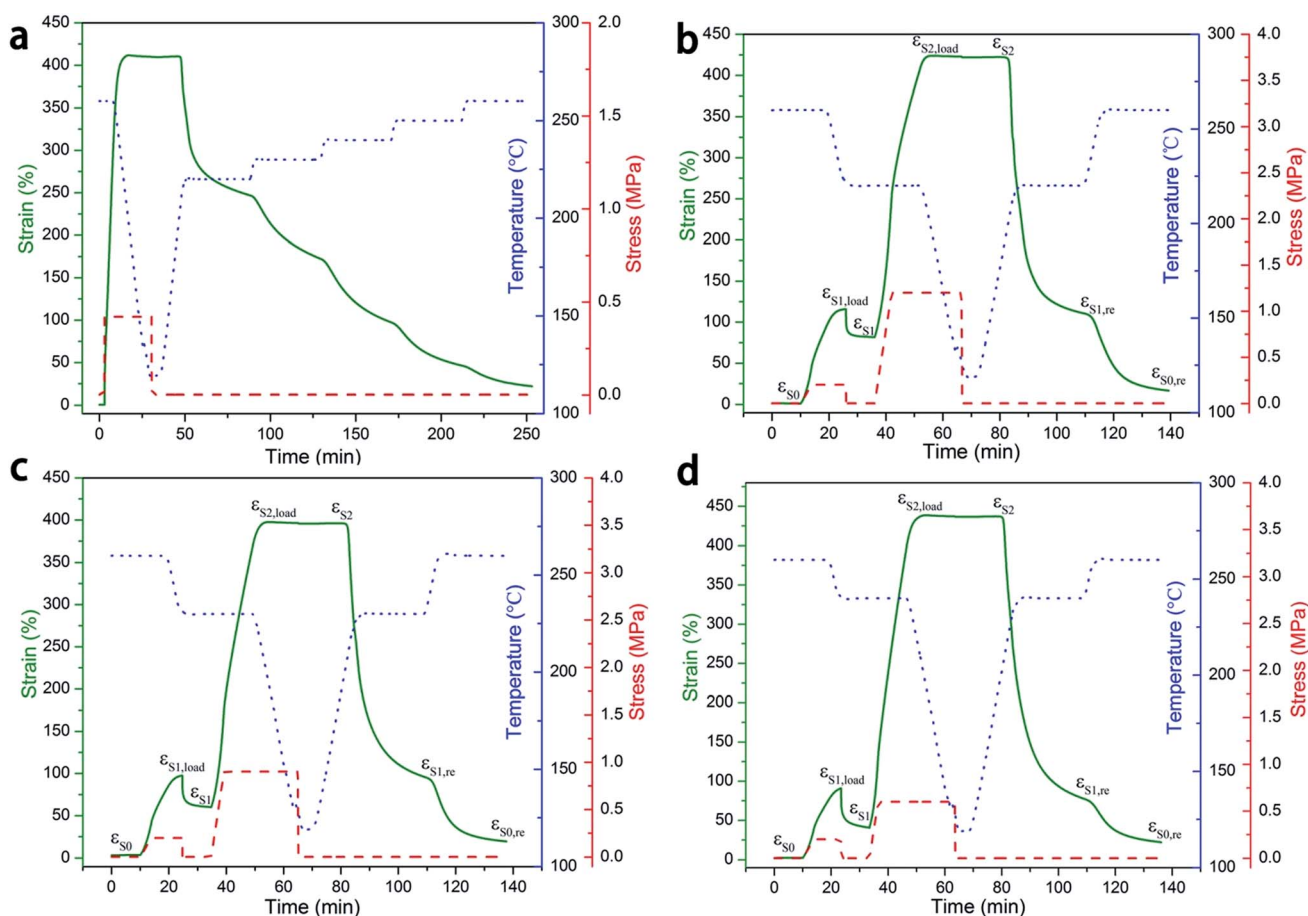 a
450
400
350
300
250
200
150
100
50
0
Strain (%)
0 50 100 150 200 250
Time (min)
300
250
200
150
100
Temperature (°C)
2.0
1.5
1.0
0.5
0.0
Stress (MPa)
b
450
400
350
300
250
200
150
100
50
0
Strain (%)
εS0
εS1,load
εS1
εS2,load
εS2
εS1,re
εS0,re
0 20 40 60 80 100 120 140
Time (min)
300
250
200
150
100
Temperature (℃)
4.0
3.5
3.0
2.5
2.0
1.5
1.0
0.5
0.0
Stress (MPa)
c
450
400
350
300
250
200
150
100
50
0
Strain (%)
εS0
εS1,load
εS1
εS2,load
εS2
εS1,re
εS0,re
0 20 40 60 80 100 120 140
Time (min)
300
250
200
150
100
Temperature (°C)
4.0
3.5
3.0
2.5
2.0
1.5
1.0
0.5
0.0
Stress (MPa)
d
450
400
350
300
250
200
150
100
50
0
Strain (%)
εS0
εS1,load
εS1
εS2,load
εS2
εS1,re
εS0,re
0 20 40 60 80 100 120 140
Time (min)
300
250
200
150
100
Temperature (°C)
4.0
3.5
3.0
2.5
2.0
1.5
1.0
0.5
0.0
Stress (MPa)